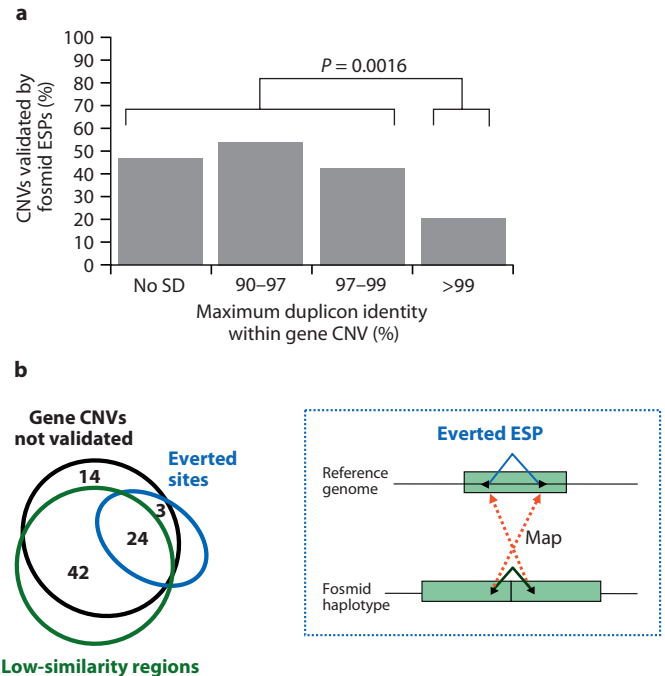 a
CNVs validated by
fosmid ESPs (%)
100
90
80
70
60
50
40
30
20
10
0
P = 0.0016
No SD
90–97
97–99
>99
Maximum duplicon identity
within gene CNV (%)
b
Gene CNVs
not validated
Everted
sites
14
3
24
42
Low-similarity regions
Everted ESP
Reference
genome
Map
Fosmid
haplotype